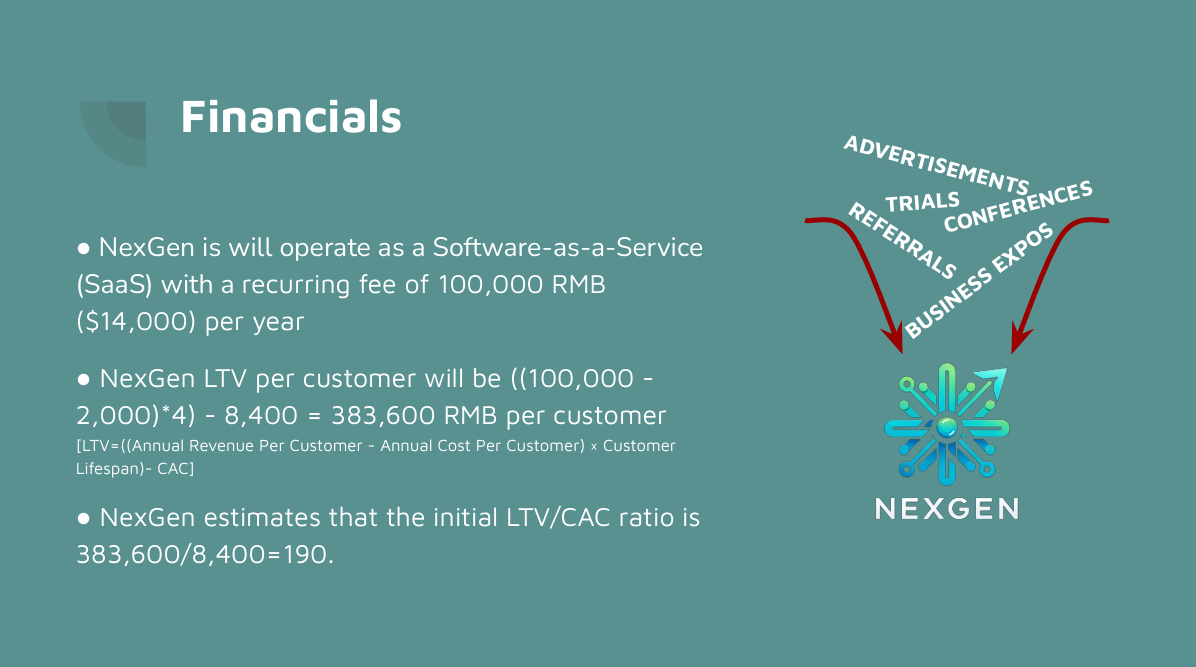 Financials
● NexGen is will operate as a Software-as-a-Service
(SaaS) with a recurring fee of 100,000 RMB
($14,000) per year
● NexGen LTV per customer will be ((100,000 -
2,000)*4) - 8,400 = 383,600 RMB per customer
[LTV=((Annual Revenue Per Customer - Annual Cost Per Customer) x Customer
Lifespan)- CAC]
● NexGen estimates that the initial LTV/CAC ratio is
383,600/8,400=190.
ADVERTISEMENTS
TRIALS
CONFERENCES
REFERRALS
BUSINESS EXPOS
NEXGEN